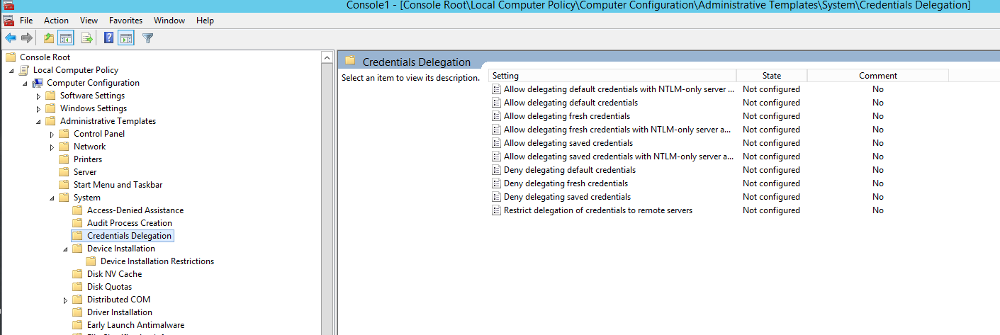 Console1 - [Console Root\Local Computer Policy\Computer Configuration\Administrative Templates\System\Credentials Delegation]
File Action View Favorites Window Help
Console Root
Local Computer Policy
Computer Configuration
Software Settings
Windows Settings
Administrative Templates
Control Panel
Network
Printers
Server
Start Menu and Taskbar
System
Access-Denied Assistance
Audit Process Creation
Credentials Delegation
Device Installation
Device Installation Restrictions
Disk NV Cache
Disk Quotas
Distributed COM
Driver Installation
Early Launch Antimalware
Credentials Delegation
Select an item to view its description.
Setting State Comment
Allow delegating default credentials with NTLM-only server ... Not configured No
Allow delegating default credentials Not configured No
Allow delegating fresh credentials Not configured No
Allow delegating fresh credentials with NTLM-only server a... Not configured No
Allow delegating saved credentials Not configured No
Allow delegating saved credentials with NTLM-only server a... Not configured No
Deny delegating default credentials Not configured No
Deny delegating fresh credentials Not configured No
Deny delegating saved credentials Not configured No
Restrict delegation of credentials to remote servers Not configured No